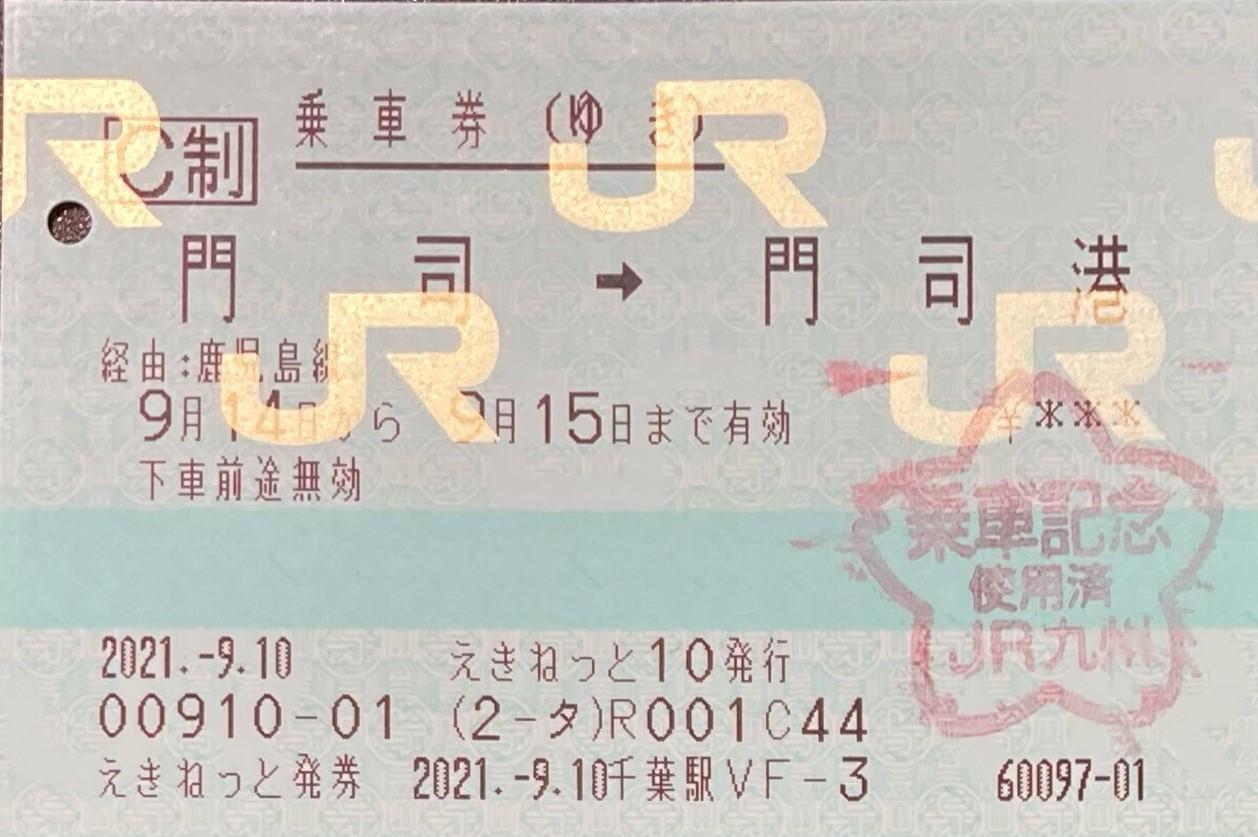 C制 乗車券(ゆき)
門司 → 門司港
経由:鹿児島線
9月14日から 9月15日まで有効 ¥***
下車前途無効
乗車記念
使用済
JR九州
2021.-9.10 えきねっと10発行
00910-01 (2-タ)R001C44
えきねっと発券 2021.-9.10千葉駅VF-3 60097-01
JR
JR
JR